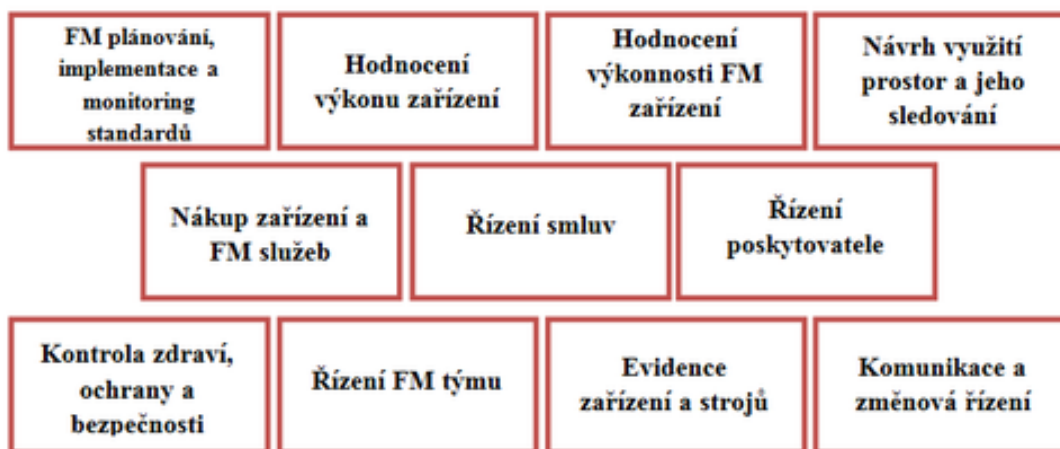 FM plánování,
implementace a
monitoring
standardů
Hodnocení
výkonu zařízení
Hodnocení
výkonnosti FM
zařízení
Návrh využití
prostor a jeho
sledování
Nákup zařízení a
FM služeb
Řízení smluv
Řízení
poskytovatele
Kontrola zdraví,
ochrany a
bezpečnosti
Řízení FM týmu
Evidence
zařízení a strojů
Komunikace a
změnová řízení